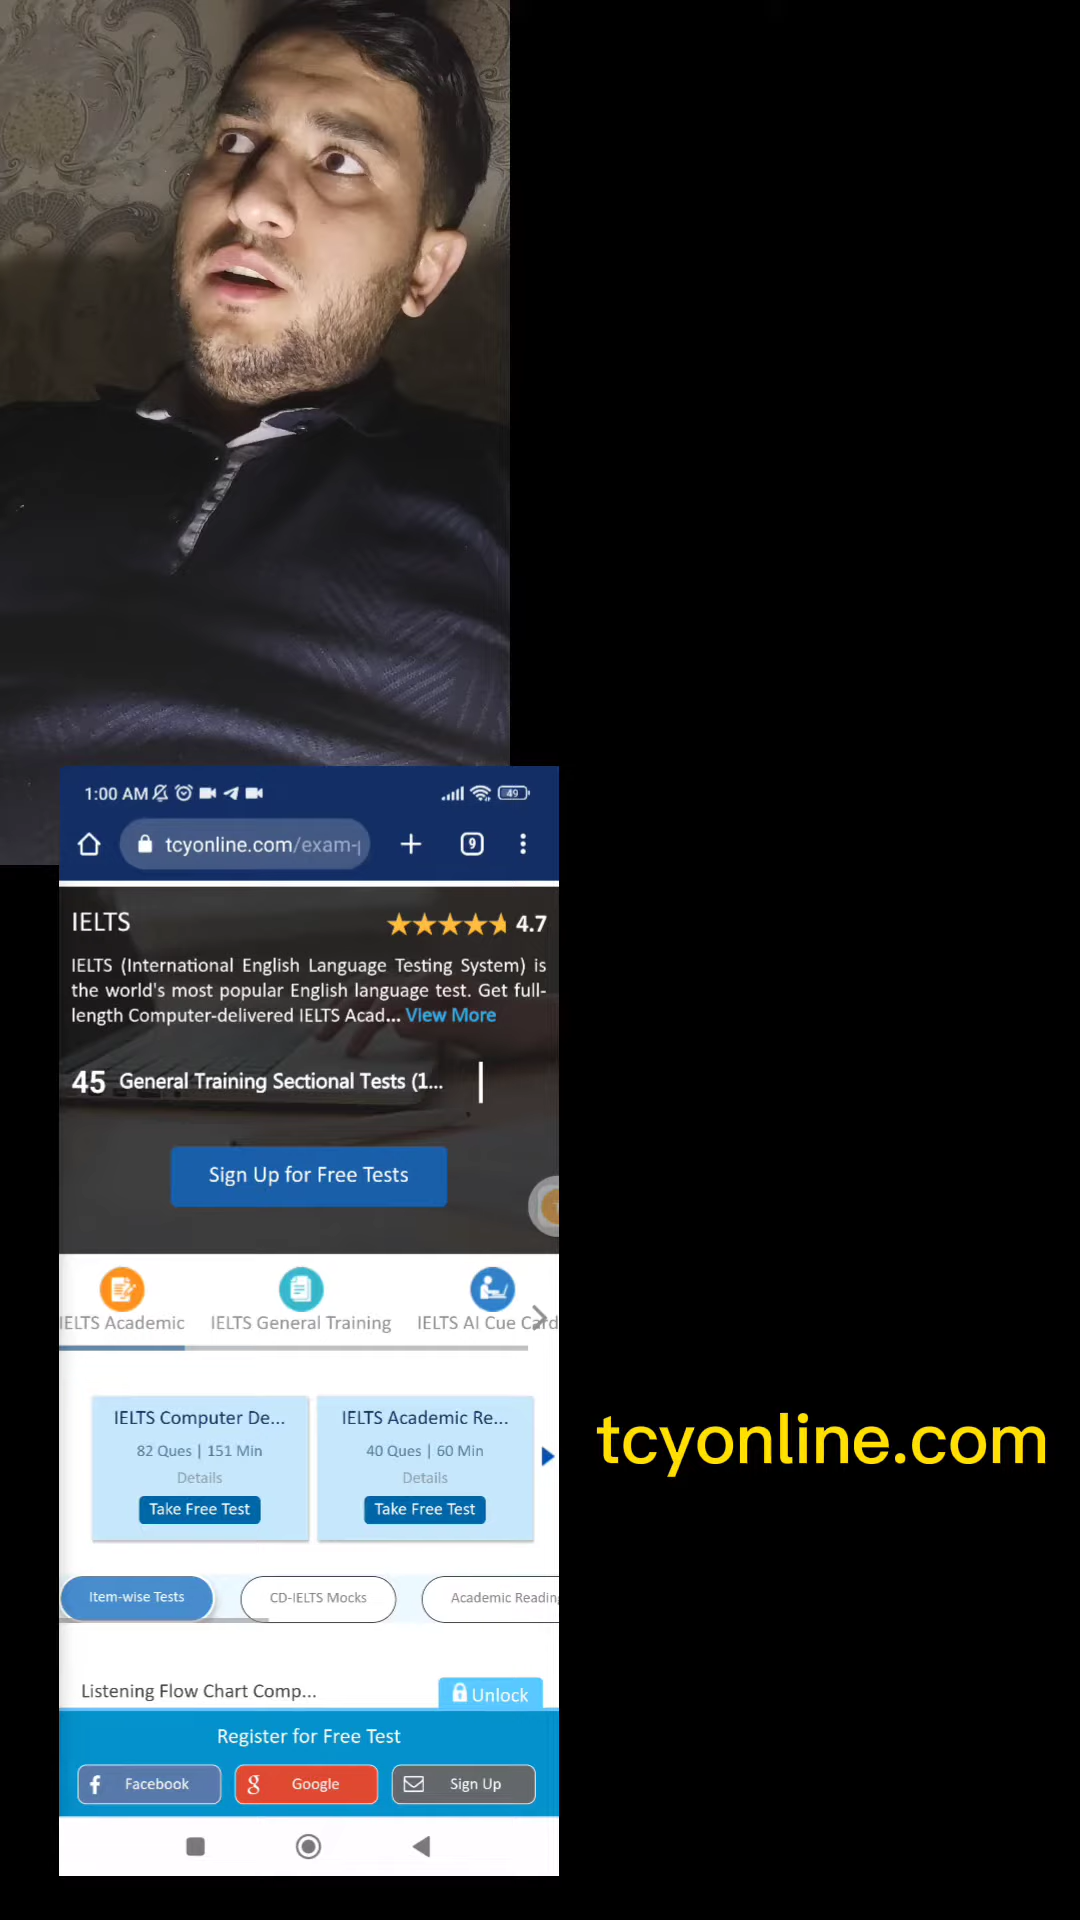 1:00 AM
49
tcyonline.com/exam-
9
IELTS
4.7
IELTS (International English Language Testing System) is
the world's most popular English language test. Get full-
length Computer-delivered IELTS Acad... View More
45 General Training Sectional Tests (1...
Sign Up for Free Tests
IELTS Academic
IELTS General Training
IELTS AI Cue Card
IELTS Computer De...
82 Ques | 151 Min
Details
Take Free Test
IELTS Academic Re...
40 Ques | 60 Min
Details
Take Free Test
tcyonline.com
Item-wise Tests
CD-IELTS Mocks
Academic Reading
Listening Flow Chart Comp...
Unlock
Register for Free Test
f Facebook
g Google
Sign Up